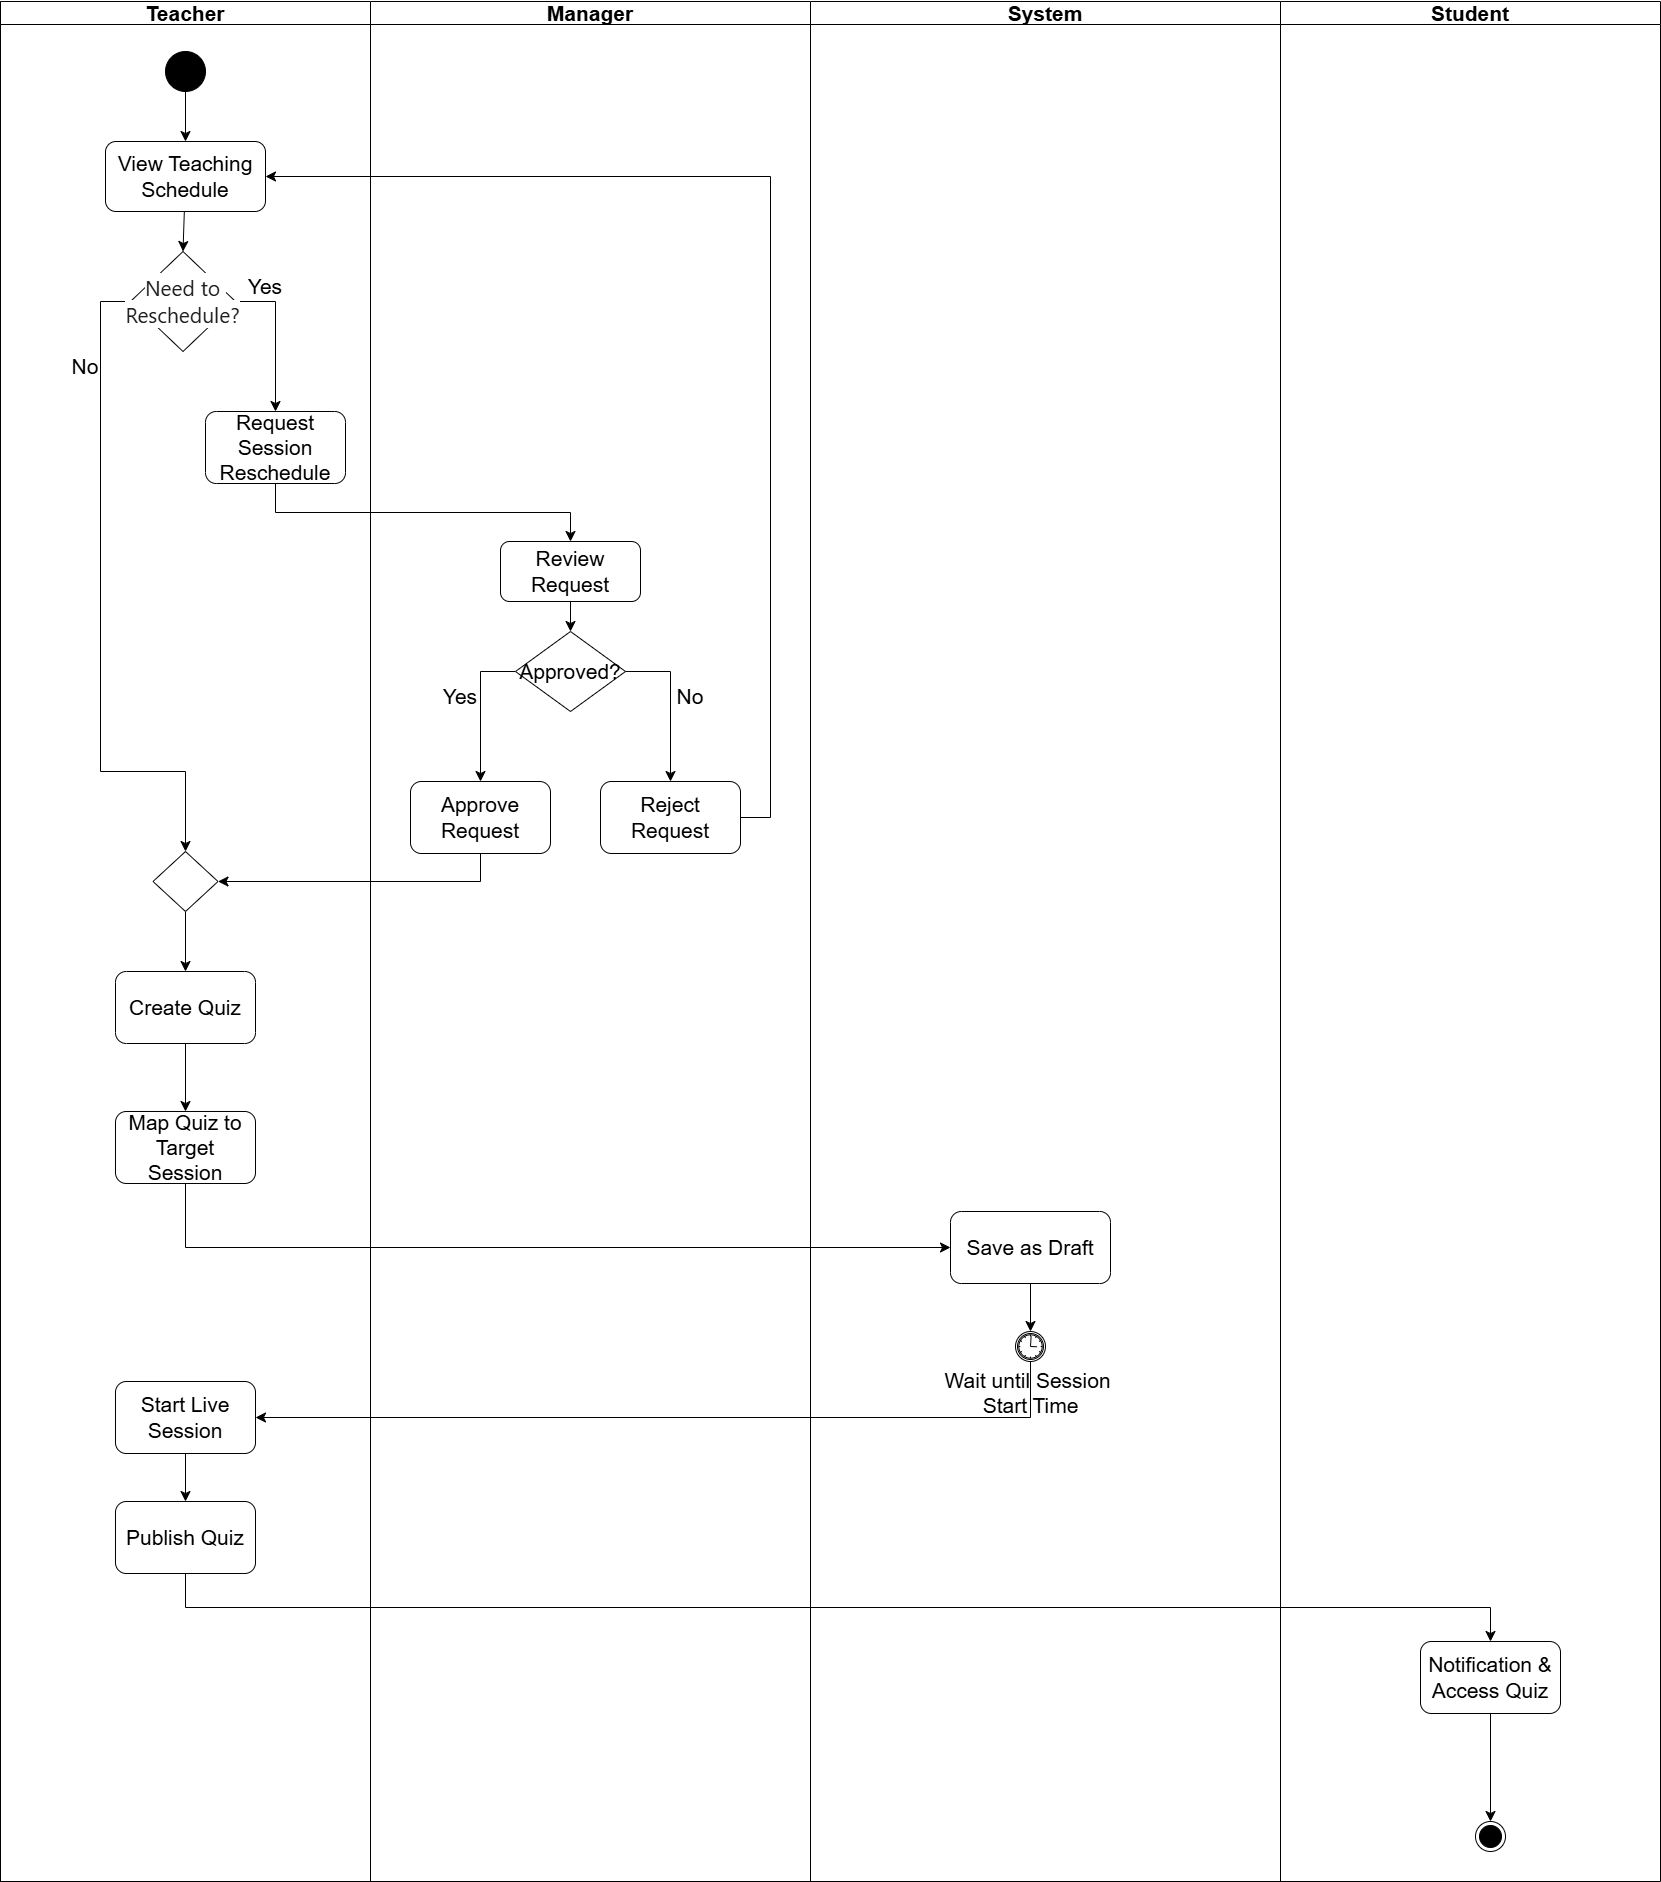 Teacher
Manager
System
Student
View Teaching
Schedule
Need to
Reschedule?
Yes
No
Request
Session
Reschedule
Review
Request
Approved?
Yes
No
Approve
Request
Reject
Request
Create Quiz
Map Quiz to
Target
Session
Save as Draft
Wait until Session
Start Time
Start Live
Session
Publish Quiz
Notification &
Access Quiz